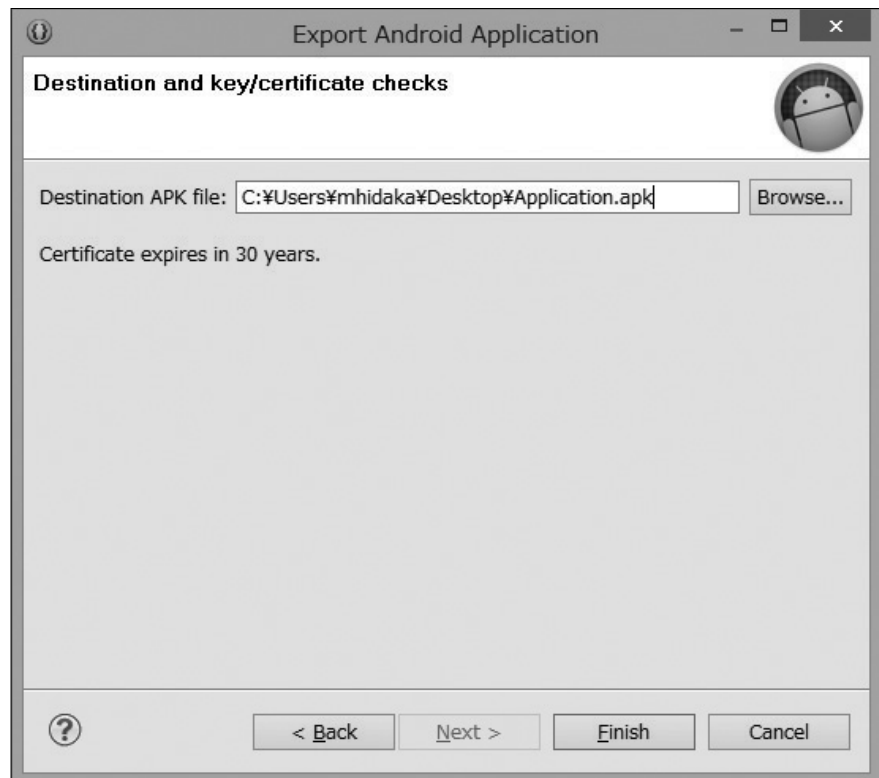 Export Android Application
Destination and key/certificate checks
Destination APK file: C:¥Users¥mhidaka¥Desktop¥Application.apk Browse...
Certificate expires in 30 years.
< Back Next > Finish Cancel